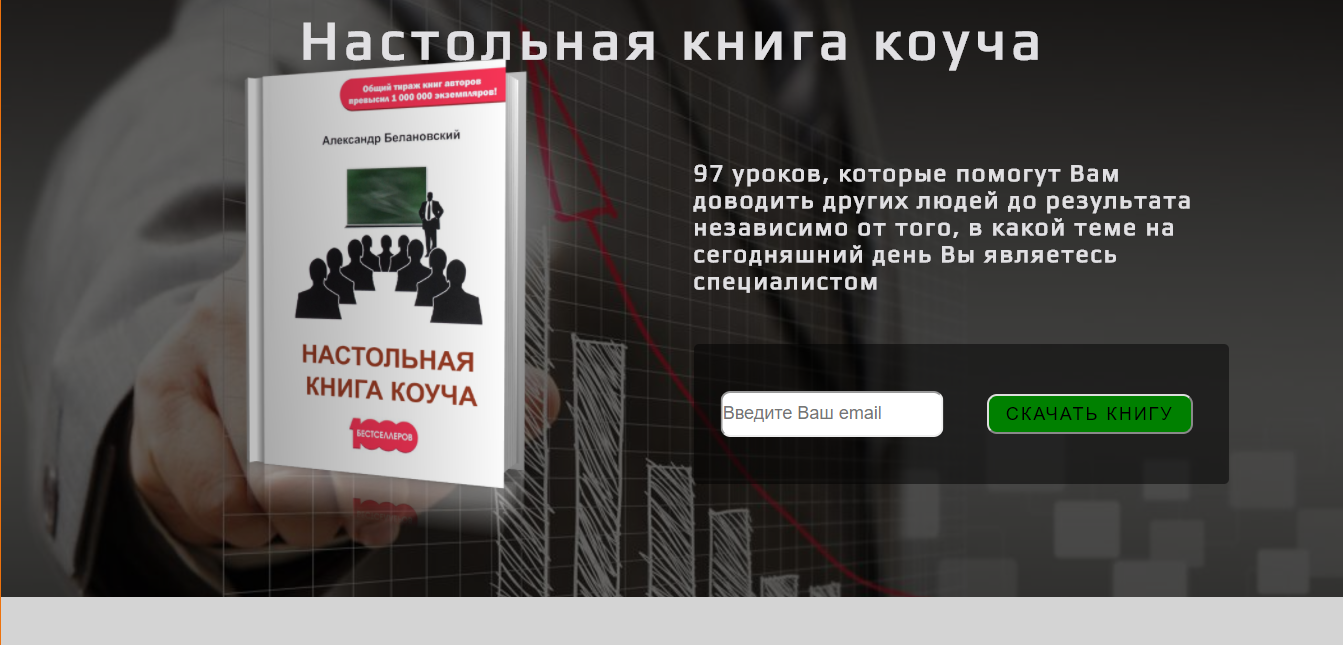 Настольная книга коуча
Общий тираж книг авторов
превысил 1 000 000 экземпляров!
Александр Белановский
НАСТОЛЬНАЯ
КНИГА КОУЧА
1000
БЕСТСЕЛЛЕРОВ
97 уроков, которые помогут Вам
доводить других людей до результата
независимо от того, в какой теме на
сегодняшний день Вы являетесь
специалистом
Введите Ваш email
СКАЧАТЬ КНИГУ